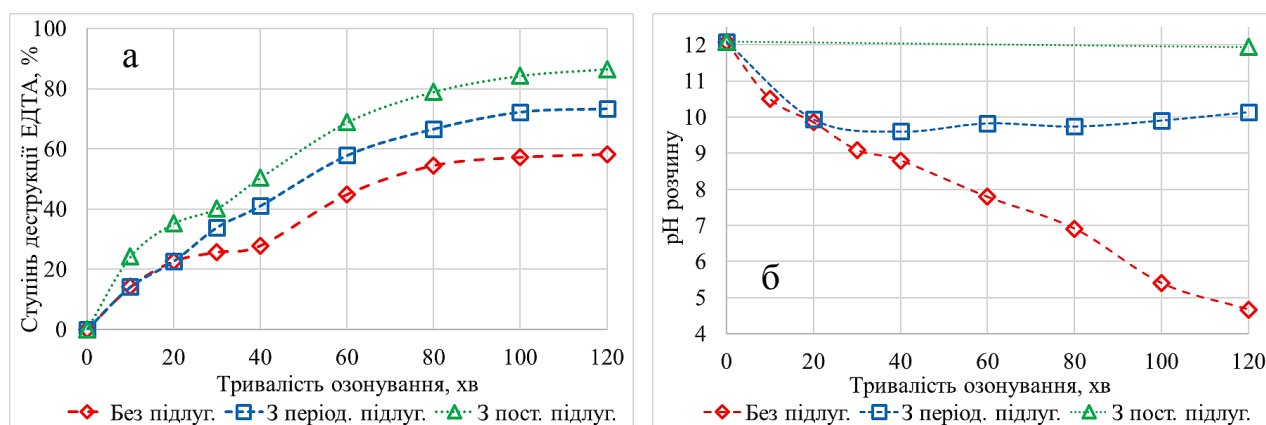 а
Ступінь деструкції ЕДТА, %
100
80
60
40
20
0
0 20 40 60 80 100 120
Тривалість озонування, хв
Без підлуг. З період. підлуг. З пост. підлуг.
б
рН розчину
12
11
10
9
8
7
6
5
4
0 20 40 60 80 100 120
Тривалість озонування, хв
Без підлуг. З період. підлуг. З пост. підлуг.